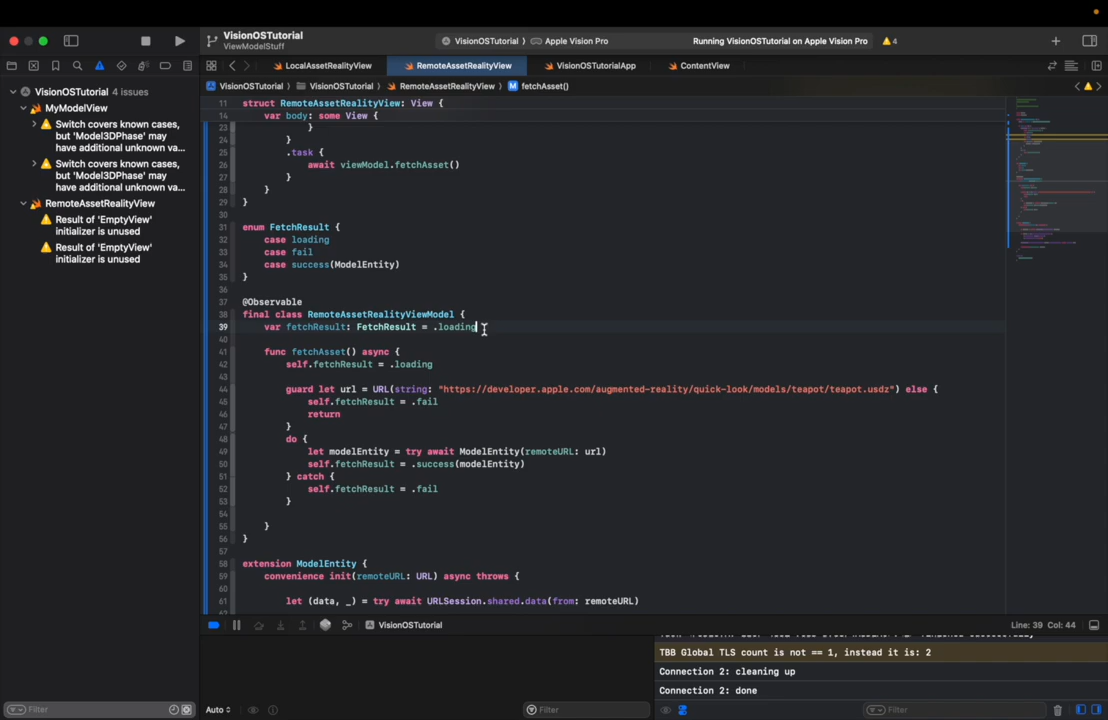 VisionOSTutorial
ViewModelStuff
VisionOSTutorial 〉 Apple Vision Pro
Running VisionOSTutorial on Apple Vision Pro
4
LocalAssetRealityView
RemoteAssetRealityView
VisionOSTutorialApp
ContentView
VisionOSTutorial 〉 VisionOSTutorial 〉 RemoteAssetRealityView 〉 M fetchAsset()
VisionOSTutorial 4 issues
MyModelView
Switch covers known cases,
but 'Model3DPhase' may
have additional unknown va...
Switch covers known cases,
but 'Model3DPhase' may
have additional unknown va...
RemoteAssetRealityView
Result of 'EmptyView'
initializer is unused
Result of 'EmptyView'
initializer is unused
11 struct RemoteAssetRealityView: View {
14 var body: some View {
23 }
24 }
25 .task {
26 await viewModel.fetchAsset()
27 }
28 }
29 }
30
31 enum FetchResult {
32 case loading
33 case fail
34 case success(ModelEntity)
35 }
36
37 @Observable
38 final class RemoteAssetRealityViewModel {
39 var fetchResult: FetchResult = .loading
40
41 func fetchAsset() async {
42 self.fetchResult = .loading
43
44 guard let url = URL(string: "https://developer.apple.com/augmented-reality/quick-look/models/teapot/teapot.usdz") else {
45 self.fetchResult = .fail
46 return
47 }
48 do {
49 let modelEntity = try await ModelEntity(remoteURL: url)
50 self.fetchResult = .success(modelEntity)
51 } catch {
52 self.fetchResult = .fail
53 }
54
55 }
56 }
57
58 extension ModelEntity {
59 convenience init(remoteURL: URL) async throws {
60
61 let (data, _) = try await URLSession.shared.data(from: remoteURL)
VisionOSTutorial
Line: 39 Col: 44
TBB Global TLS count is not == 1, instead it is: 2
Connection 2: cleaning up
Connection 2: done
Filter
Auto
Filter
Filter